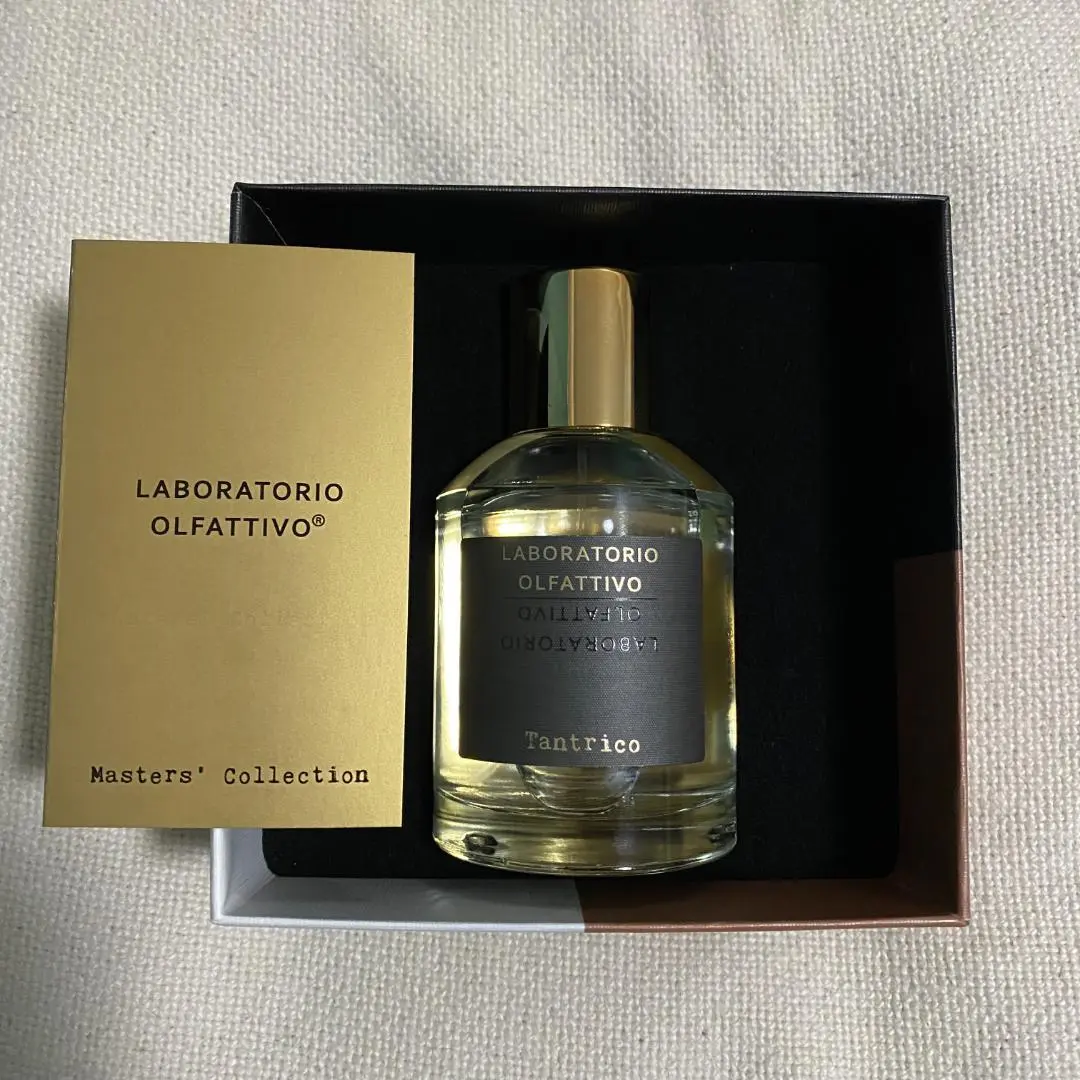 LABORATORIO
OLFATTIVO®
Masters' Collection
LABORATORIO
OLFATTIVO
OLFATTIVO
LABORATORIO
Tantrico